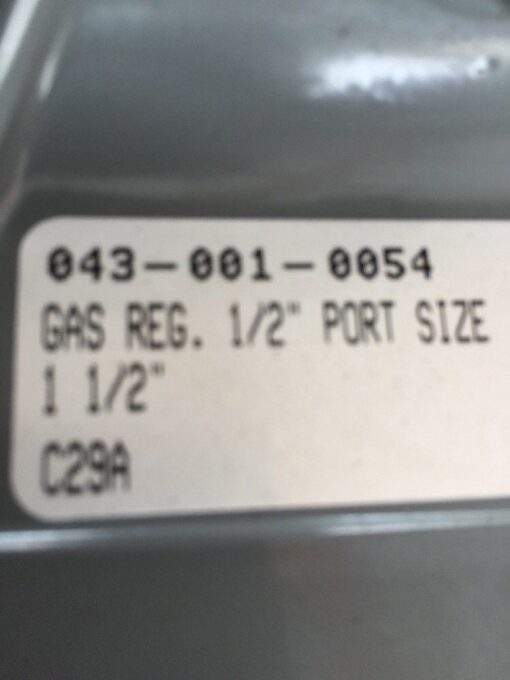 043-001-0054
GAS REG. 1/2" PORT SIZE
1 1/2"
C29A